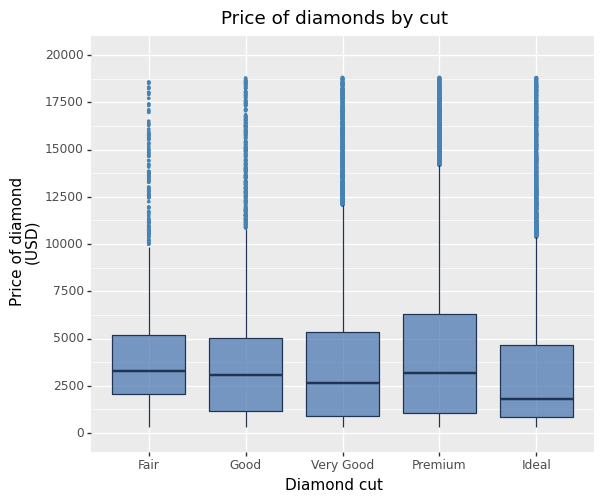 Price of diamonds by cut
20000
17500
15000
12500
10000
7500
5000
2500
0
Price of diamond
(USD)
Fair Good Very Good Premium Ideal
Diamond cut